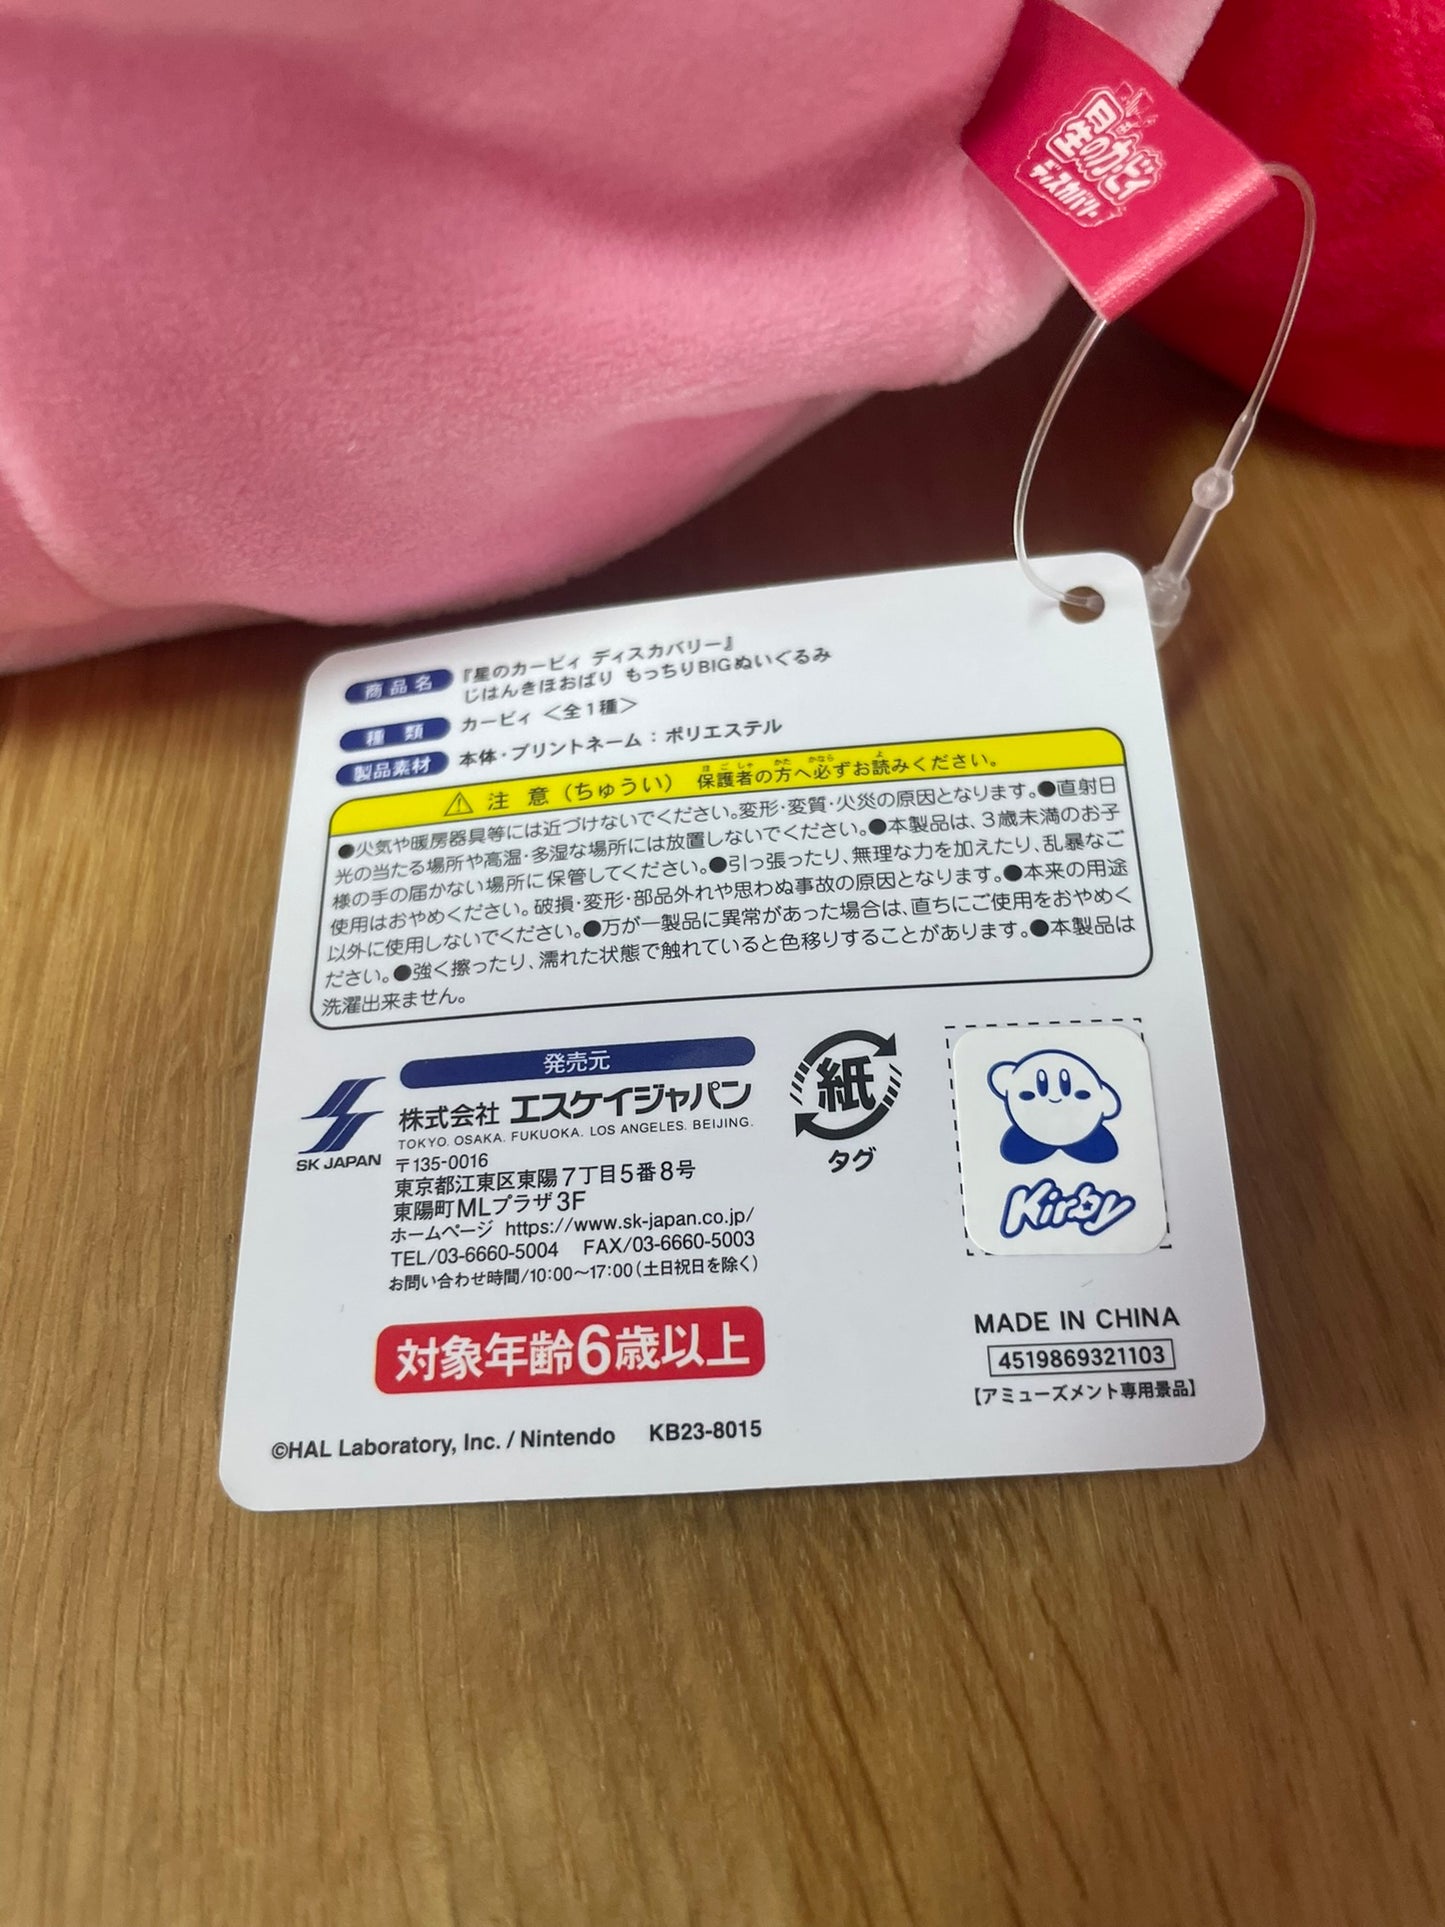 星のカービィ
ディスカバリー
商品名
『星のカービィ ディスカバリー』
じはんきほおばり もっちりBIGぬいぐるみ
種類
カービィ <全1種>
製品素材
本体・プリントネーム：ポリエステル
⚠ 注 意（ちゅうい） 保護者の方へ必ずお読みください。
●火気や暖房器具等には近づけないでください。変形・変質・火災の原因となります。●直射日
光の当たる場所や高温・多湿な場所には放置しないでください。●本製品は、3歳未満のお子
様の手の届かない場所に保管してください。●引っ張ったり、無理な力を加えたり、乱暴なご
使用はおやめください。破損・変形・部品外れや思わぬ事故の原因となります。●本来の用途
以外に使用しないでください。●万が一製品に異常があった場合は、直ちにご使用をおやめく
ださい。●強く擦ったり、濡れた状態で触れていると色移りすることがあります。●本製品は
洗濯出来ません。
発売元
SK JAPAN
株式会社 エスケイジャパン
TOKYO. OSAKA. FUKUOKA. LOS ANGELES. BEIJING.
〒135-0016
東京都江東区東陽7丁目5番8号
東陽町MLプラザ3F
ホームページ https://www.sk-japan.co.jp/
TEL/03-6660-5004 FAX/03-6660-5003
お問い合わせ時間/10:00〜17:00（土日祝日を除く）
紙
タグ
Kirby
対象年齢6歳以上
MADE IN CHINA
4519869321103
【アミューズメント専用景品】
©HAL Laboratory, Inc. / Nintendo KB23-8015